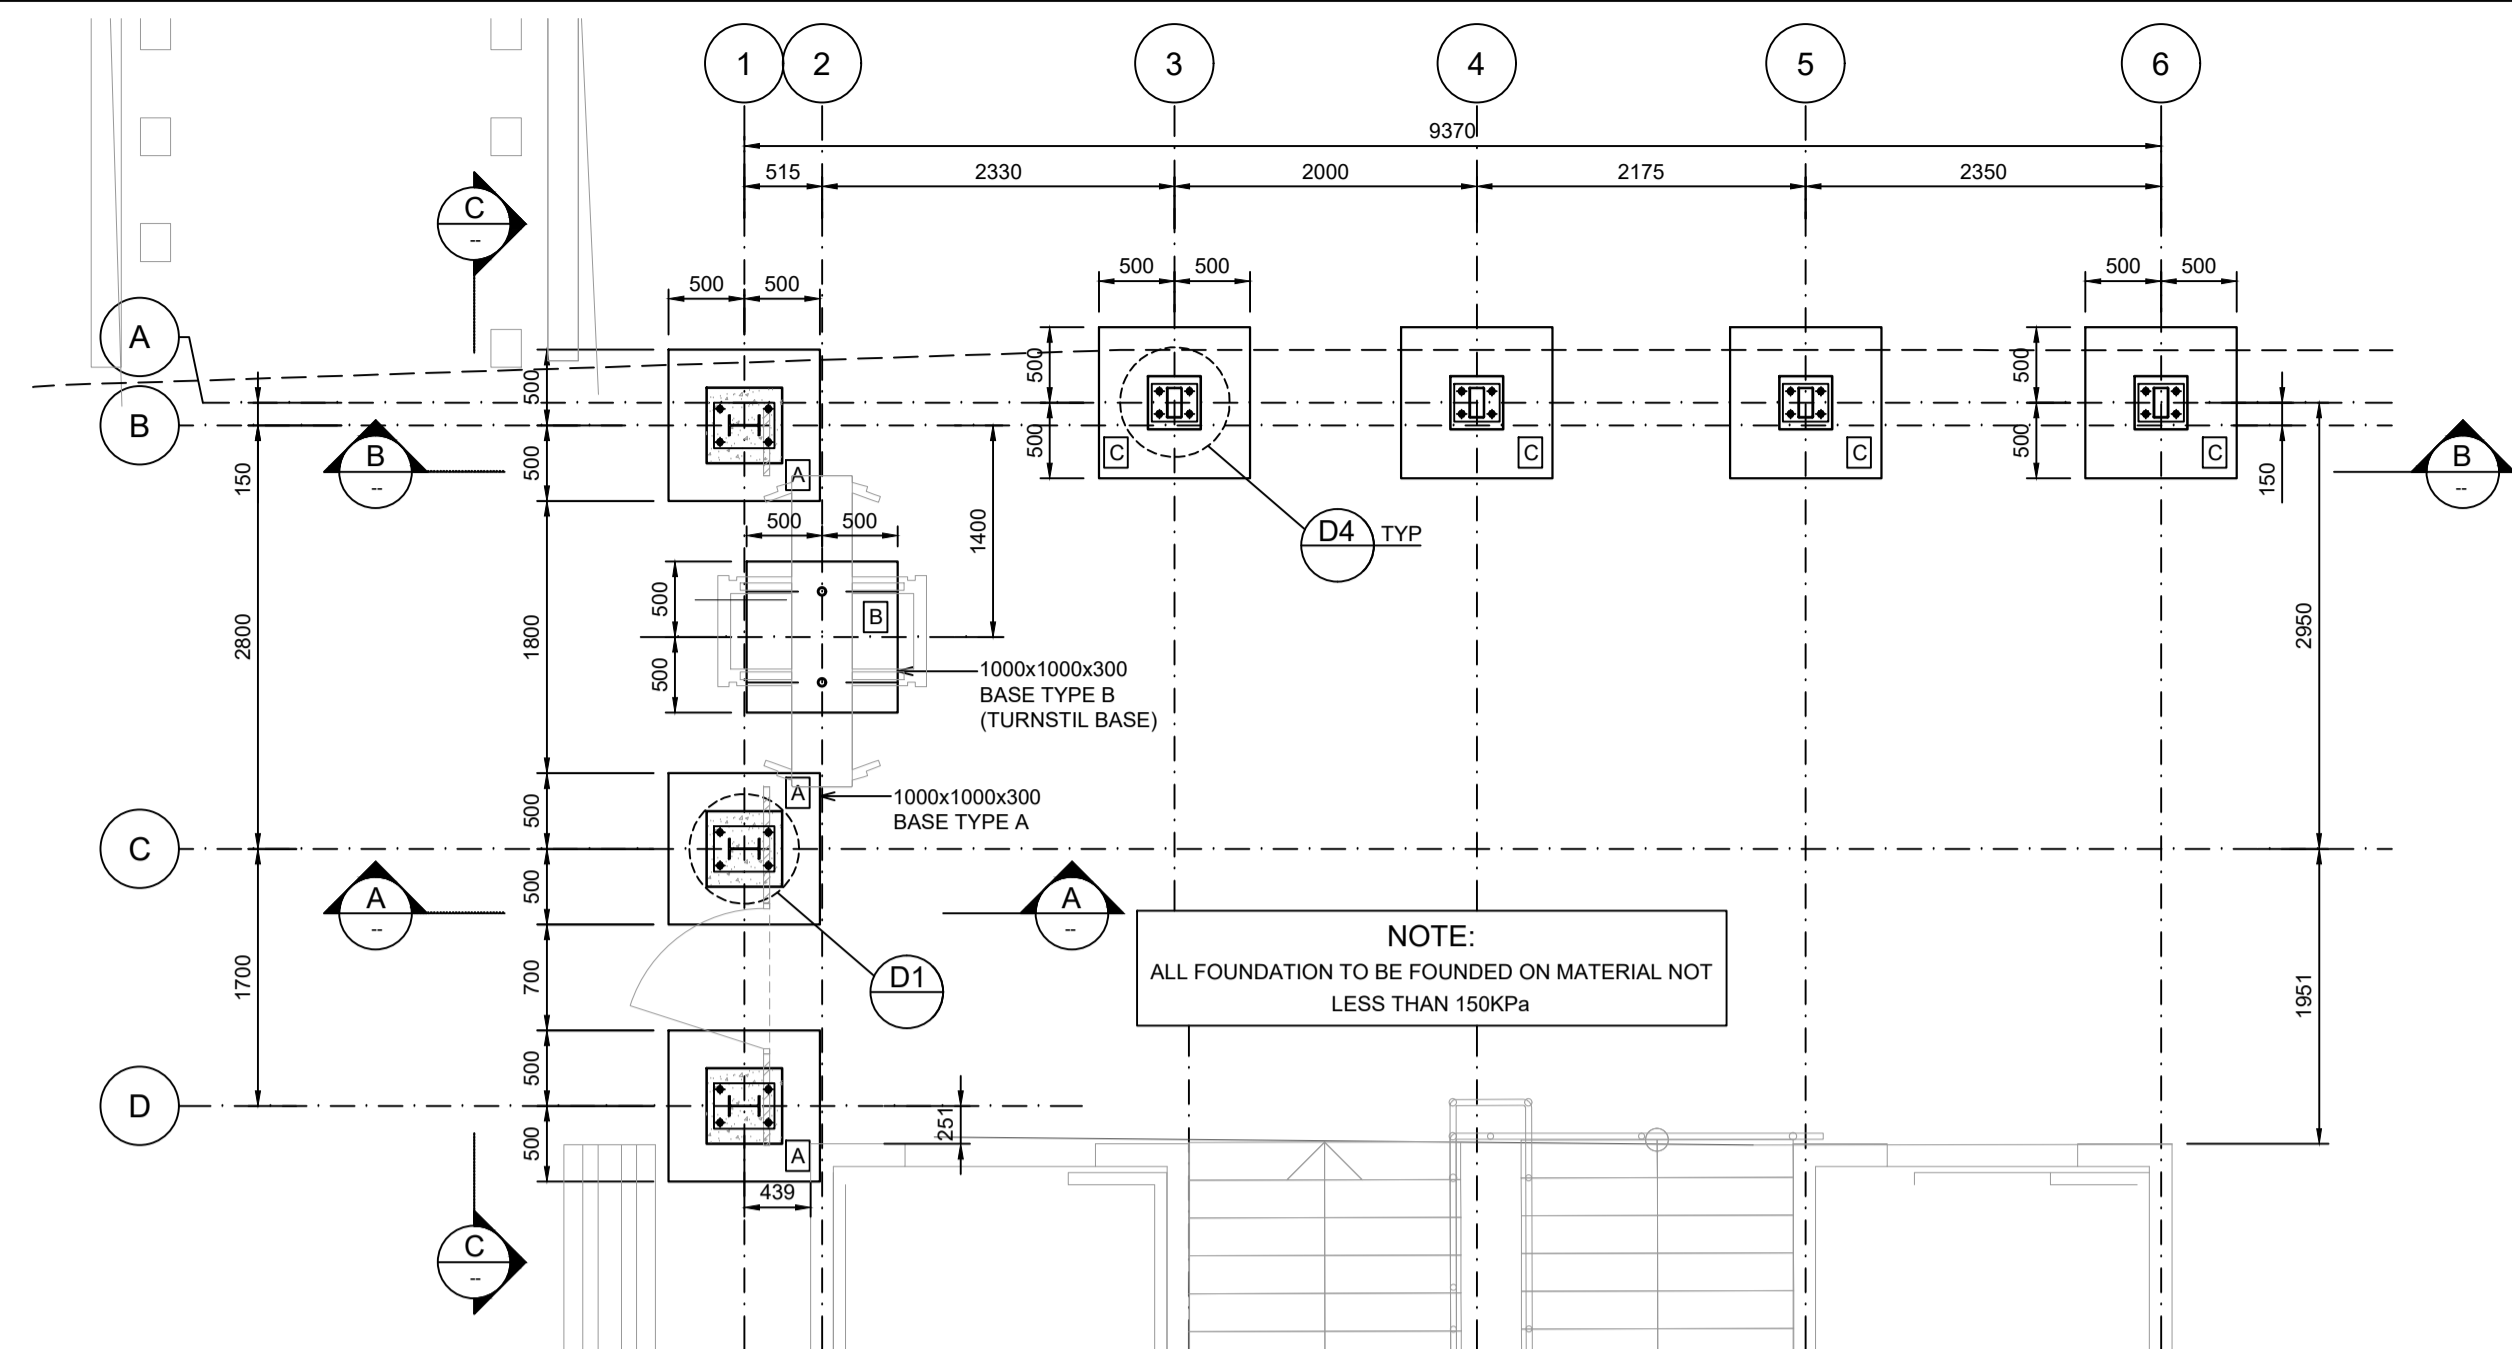 1 2 3 4 5 6
9370
515 2330 2000 2175 2350
C
--
500 500
500 500
500 500
A
B
150
2800
1700
C
D
B
--
A
--
C
--
500
500
1800
500
500
700
500
500
A
500 500
500
500
B
1400
1000x1000x300
BASE TYPE B
(TURNSTIL BASE)
A
1000x1000x300
BASE TYPE A
D1
A
251
439
500
500
C
D4 TYP
C
C
500
500
C
150
B
--
2950
1951
A
--
NOTE:
ALL FOUNDATION TO BE FOUNDED ON MATERIAL NOT
LESS THAN 150KPa